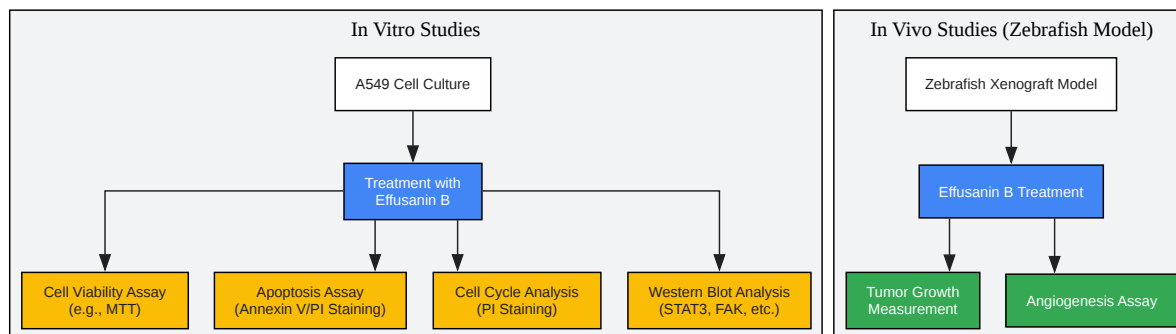 In Vitro Studies
A549 Cell Culture
Treatment with
Effusanin B
Cell Viability Assay
(e.g., MTT)
Apoptosis Assay
(Annexin V/PI Staining)
Cell Cycle Analysis
(PI Staining)
Western Blot Analysis
(STAT3, FAK, etc.)
In Vivo Studies (Zebrafish Model)
Zebrafish Xenograft Model
Effusanin B Treatment
Tumor Growth
Measurement
Angiogenesis Assay